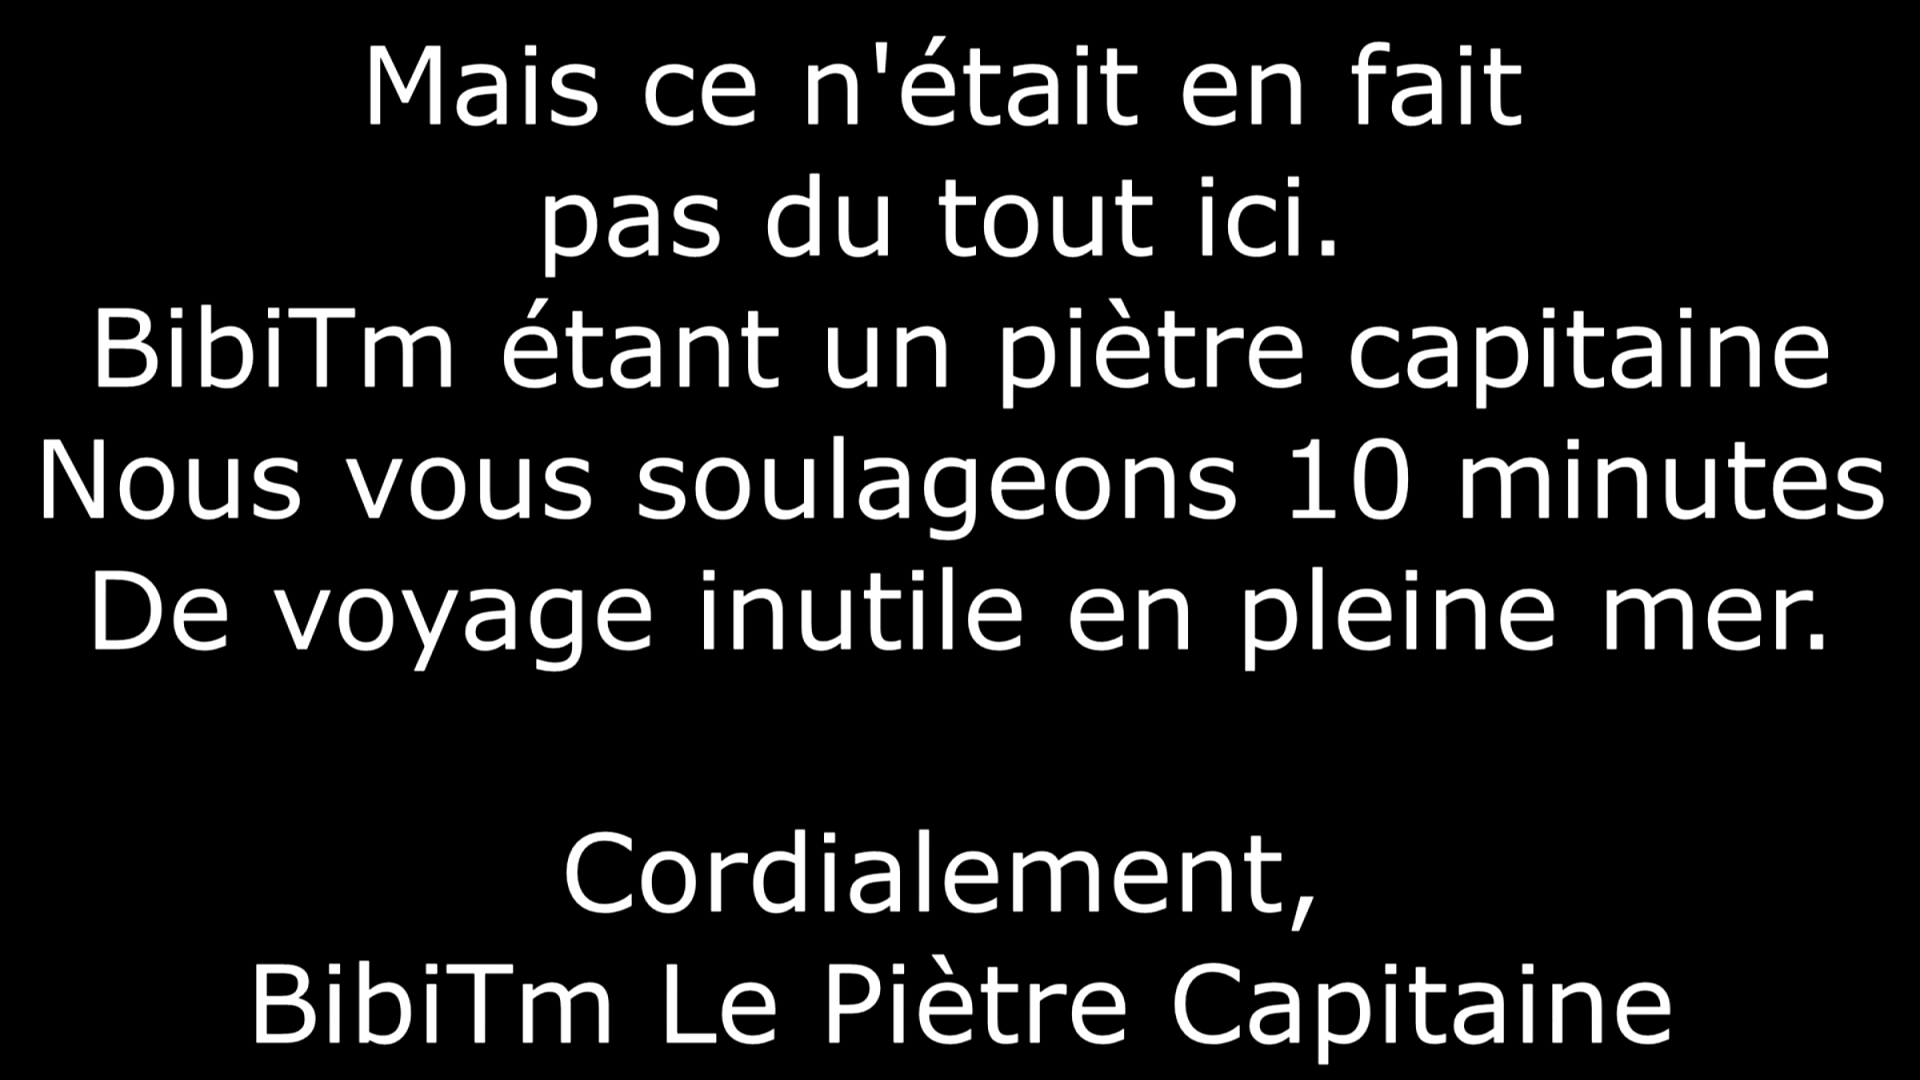 Mais ce n'était en fait
pas du tout ici.
BibiTm étant un piètre capitaine
Nous vous soulageons 10 minutes
De voyage inutile en pleine mer.
Cordialement,
BibiTm Le Piètre Capitaine